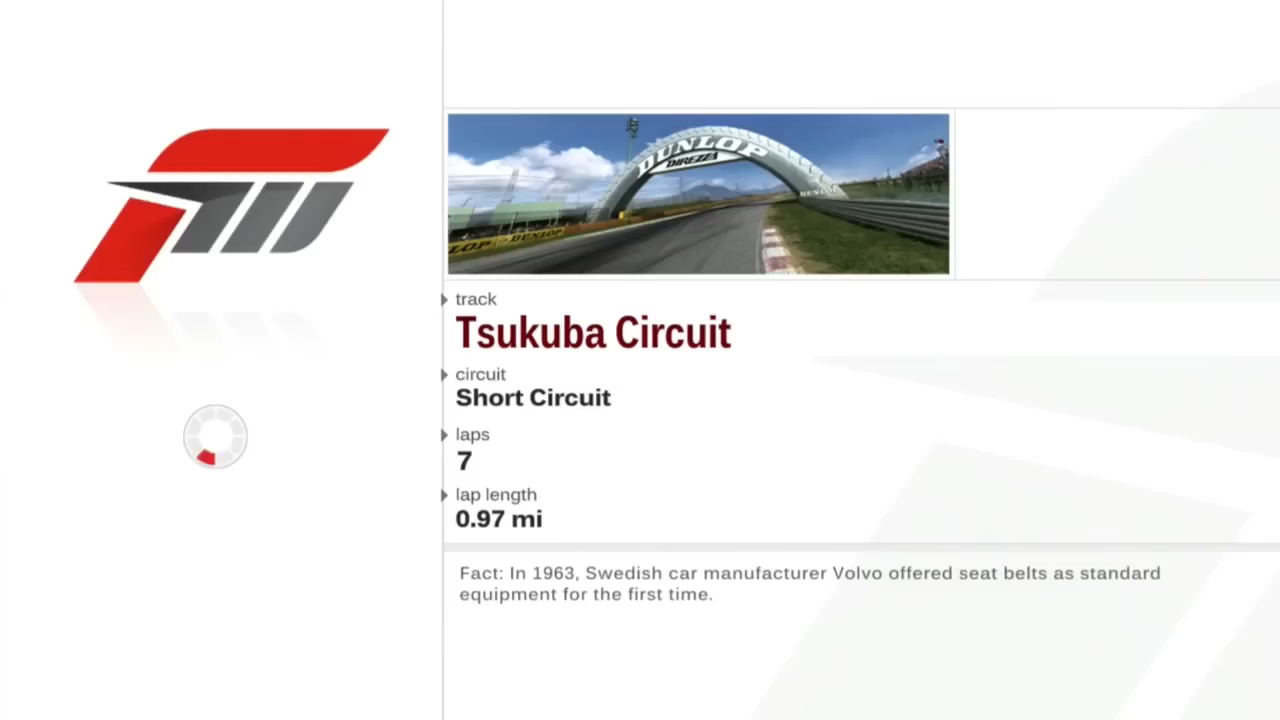 DUNLOP
DIREZZA
DUNLOP
LOP DUNLOP
track
Tsukuba Circuit
circuit
Short Circuit
laps
7
lap length
0.97 mi
Fact: In 1963, Swedish car manufacturer Volvo offered seat belts as standard
equipment for the first time.